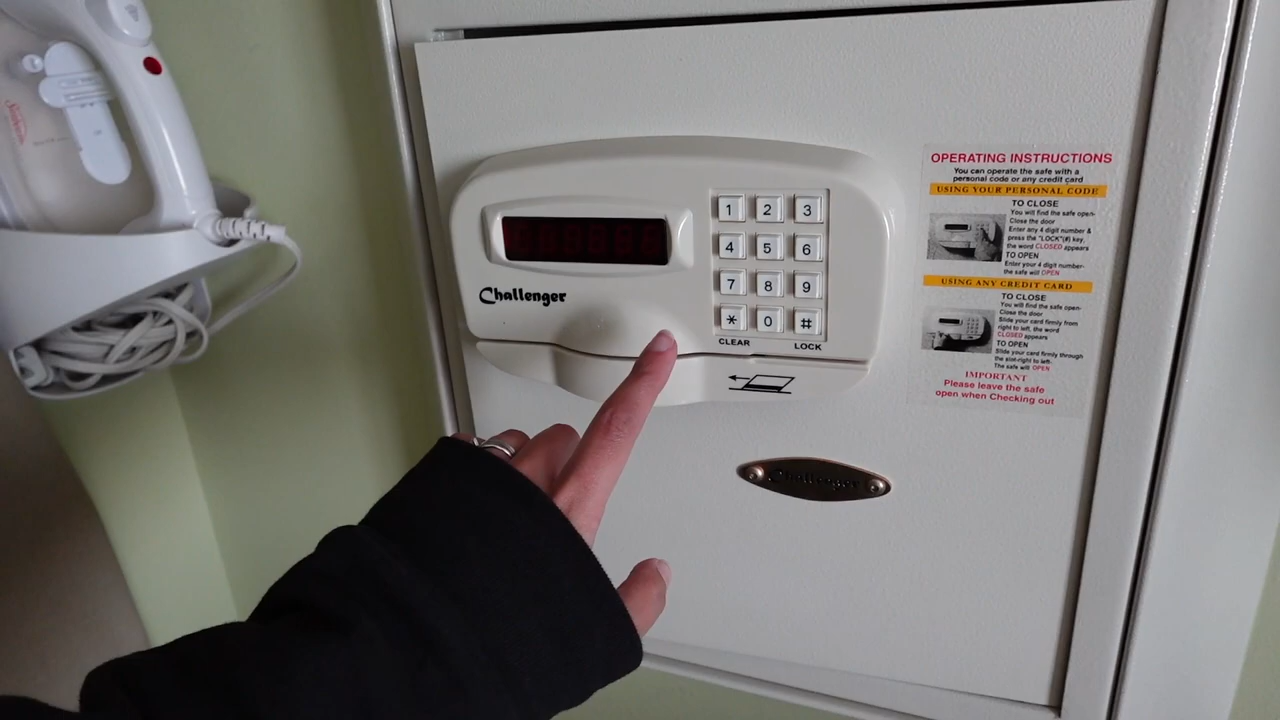 Challenger
1 2 3
4 5 6
7 8 9
* 0 #
CLEAR LOCK
Challenger
OPERATING INSTRUCTIONS
You can operate the safe with a
personal code or any credit card
USING YOUR PERSONAL CODE
TO CLOSE
You will find the safe open-
Close the door
Enter any 4 digit number &
press the "LOCK"(#) key,
the word CLOSED appears
TO OPEN
Enter your 4 digit number-
the safe will OPEN
USING ANY CREDIT CARD
TO CLOSE
You will find the safe open-
Close the door
Slide your card firmly from
right to left, the word
CLOSED appears
TO OPEN
Slide your card firmly through
the slot-right to left.
The safe will OPEN
IMPORTANT
Please leave the safe
open when Checking out